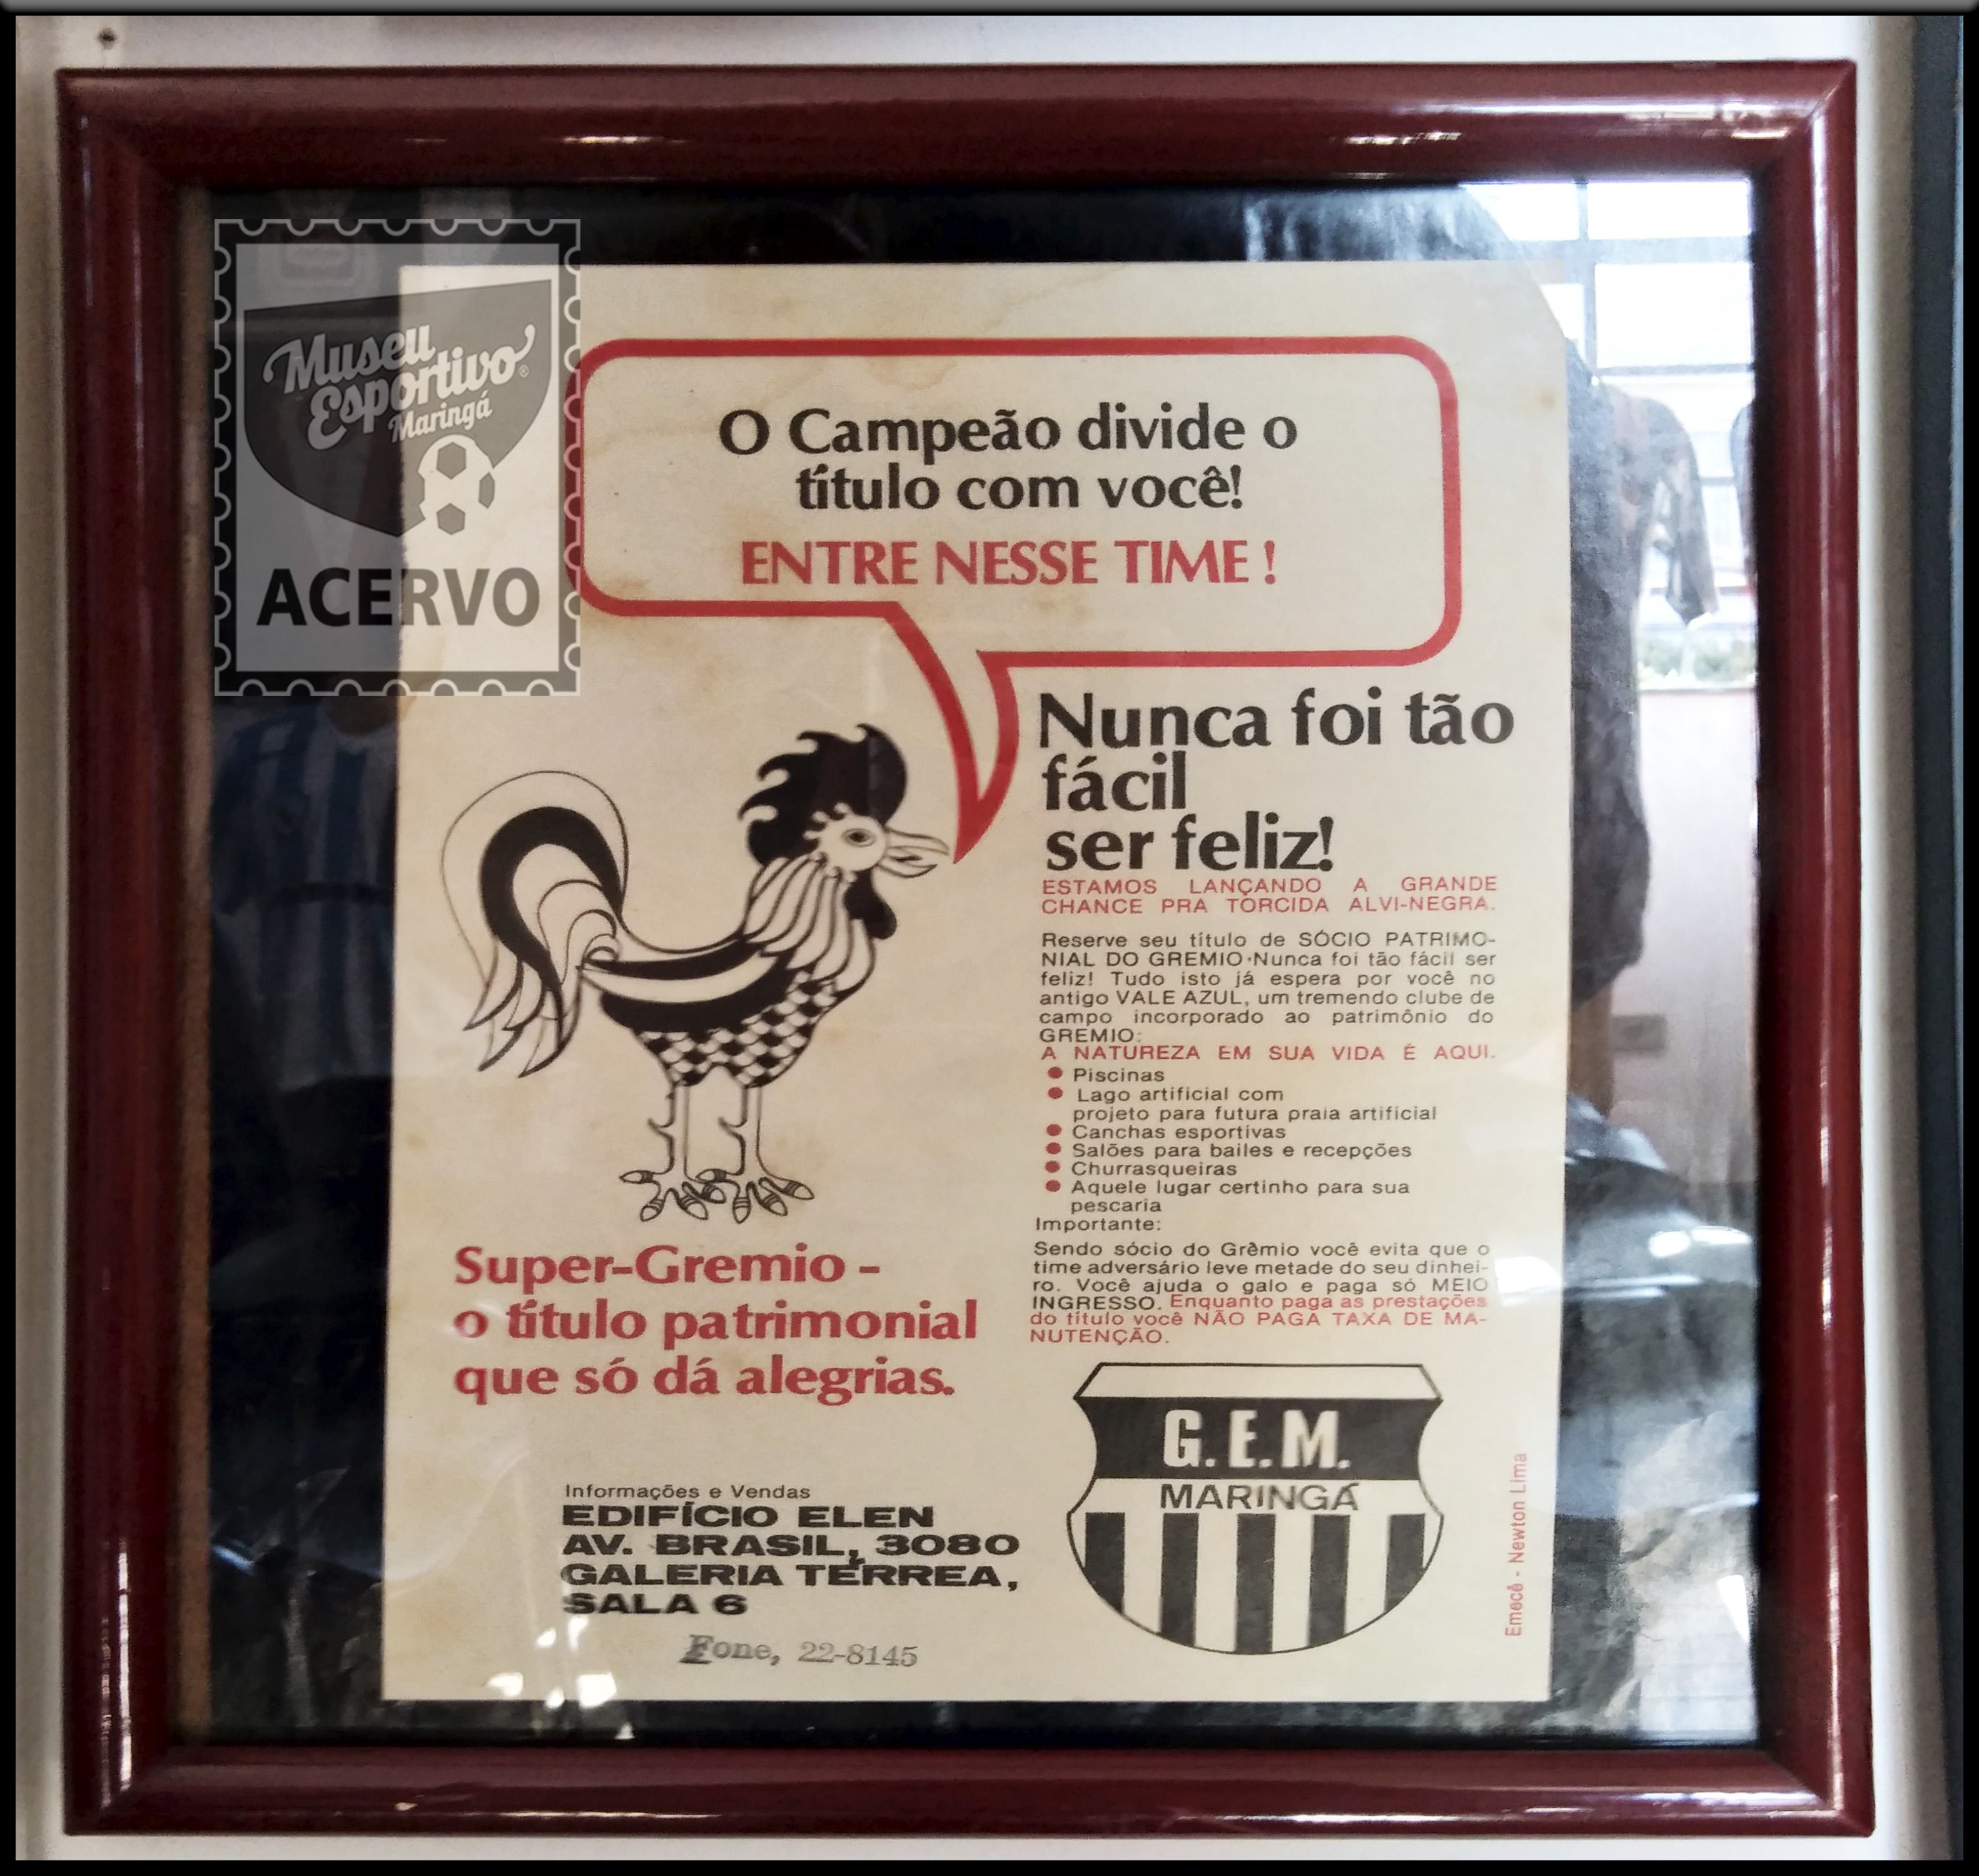 Museu
Esportivo®
Maringá
ACERVO
O Campeão divide o
título com você!
ENTRE NESSE TIME !
Nunca foi tão
fácil
ser feliz!
ESTAMOS LANÇANDO A GRANDE
CHANCE PRA TORCIDA ALVI-NEGRA.
Reserve seu título de SÓCIO PATRIMO-
NIAL DO GREMIO·Nunca foi tão fácil ser
feliz! Tudo isto já espera por você no
antigo VALE AZUL, um tremendo clube de
campo incorporado ao patrimônio do
GREMIO:
A NATUREZA EM SUA VIDA É AQUI.
● Piscinas
● Lago artificial com
projeto para futura praia artificial
● Canchas esportivas
● Salões para bailes e recepções
● Churrasqueiras
● Aquele lugar certinho para sua
pescaria
Importante:
Sendo sócio do Grêmio você evita que o
time adversário leve metade do seu dinhei-
ro. Você ajuda o galo e paga só MEIO
INGRESSO. Enquanto paga as prestações
do título você NÃO PAGA TAXA DE MA-
NUTENÇÃO.
Super-Gremio -
o título patrimonial
que só dá alegrias.
Informações e Vendas
EDIFÍCIO ELEN
AV. BRASIL, 3080
GALERIA TÉRREA,
SALA 6
Fone, 22-8145
G.E.M.
MARINGÁ
Emecê - Newton Lima